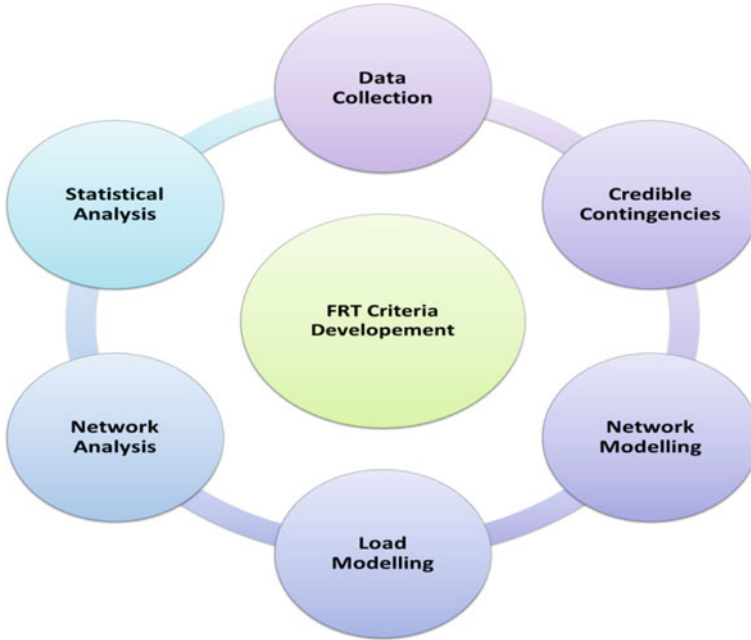 Data
Collection
Credible
Contingencies
Network
Modelling
Load
Modelling
Network
Analysis
Statistical
Analysis
FRT Criteria
Developement